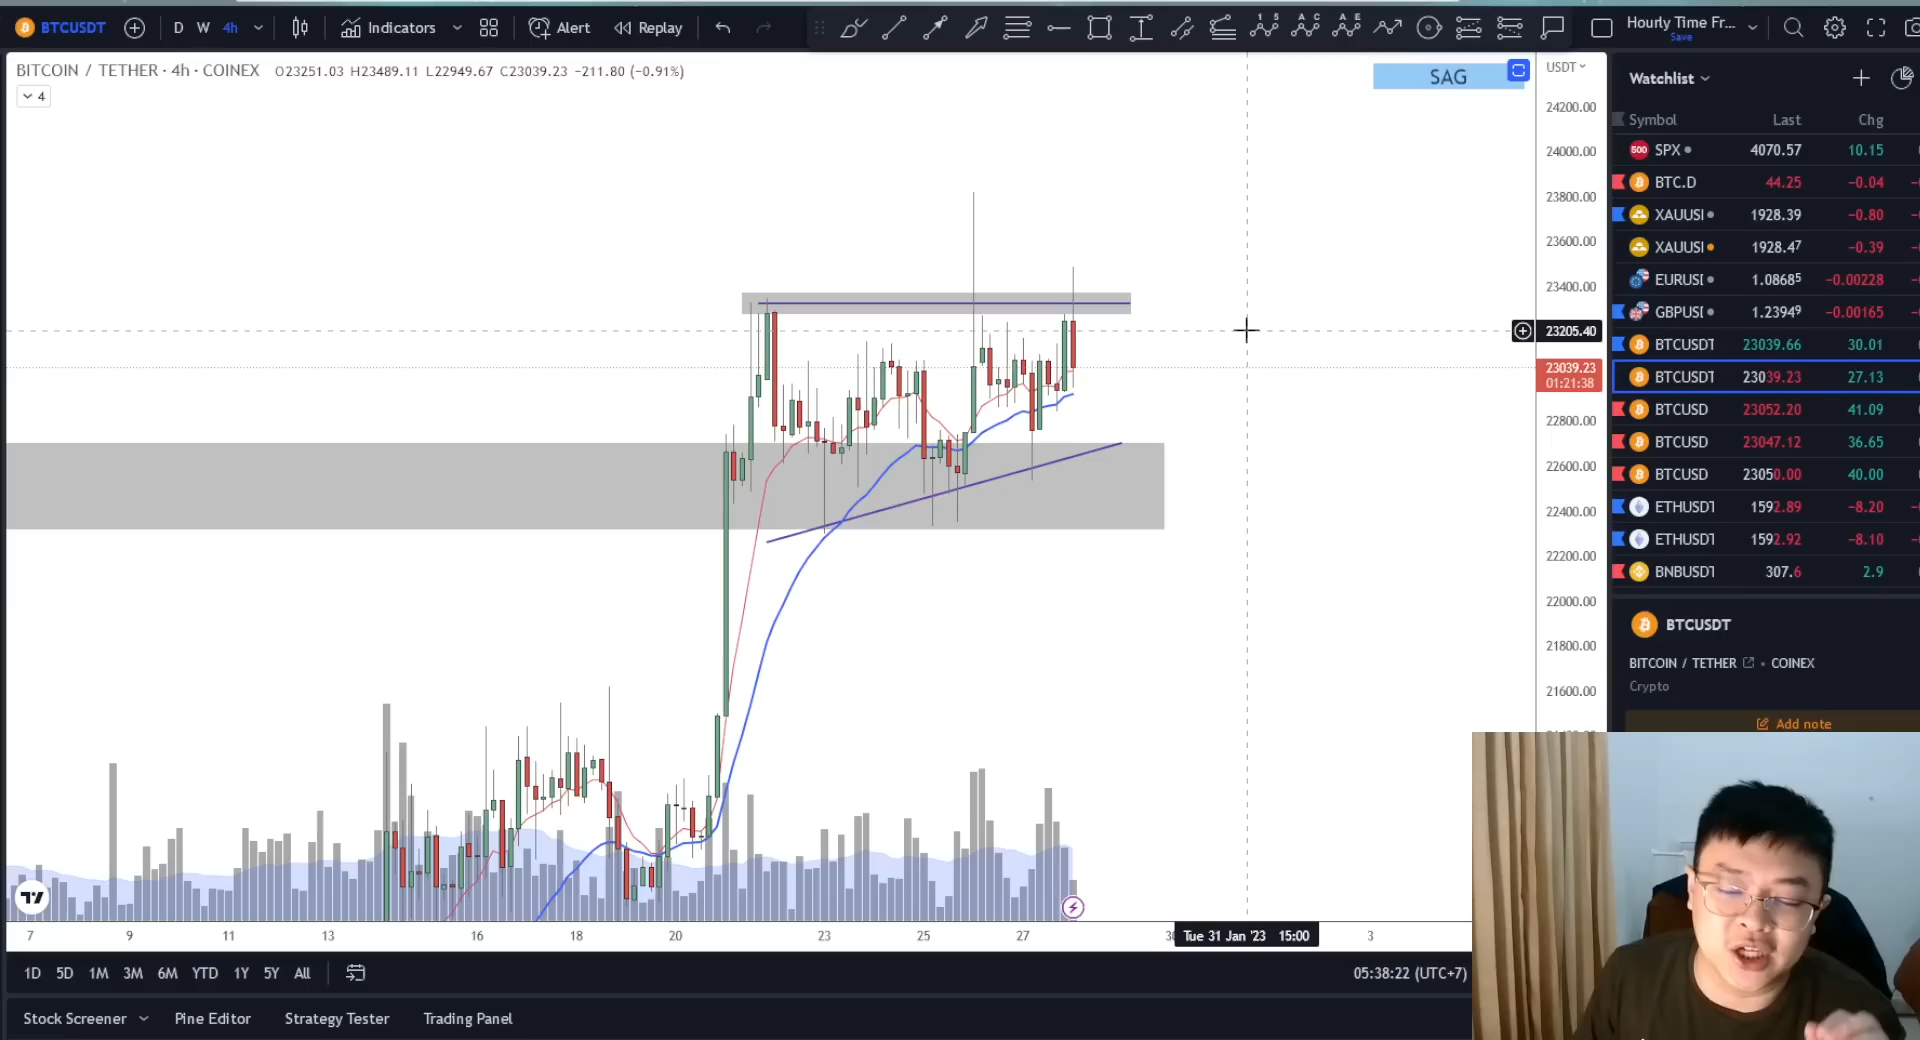 BTCUSDT
D W 4h
Indicators
Alert
Replay
Hourly Time Fr...
Save
BITCOIN / TETHER · 4h · COINEX O23251.03 H23489.11 L22949.67 C23039.23 −211.80 (−0.91%)
4
SAG
USDT
24200.00
24000.00
23800.00
23600.00
23400.00
23205.40
23039.23
01:21:38
22800.00
22600.00
22400.00
22200.00
22000.00
21800.00
21600.00
7 9 11 13 16 18 20 23 25 27 Tue 31 Jan '23 15:00 3
1D 5D 1M 3M 6M YTD 1Y 5Y All
05:38:22 (UTC+7)
Stock Screener Pine Editor Strategy Tester Trading Panel
Watchlist
Symbol Last Chg
500 SPX 4070.57 10.15
BTC.D 44.25 −0.04
XAUUSI 1928.39 −0.80
XAUUSI 1928.47 −0.39
EURUSI 1.08685 −0.00228
GBPUSI 1.23949 −0.00165
BTCUSDT 23039.66 30.01
BTCUSDT 23039.23 27.13
BTCUSD 23052.20 41.09
BTCUSD 23047.12 36.65
BTCUSD 23050.00 40.00
ETHUSDT 1592.89 −8.20
ETHUSDT 1592.92 −8.10
BNBUSDT 307.6 2.9
BTCUSDT
BITCOIN / TETHER · COINEX
Crypto
Add note